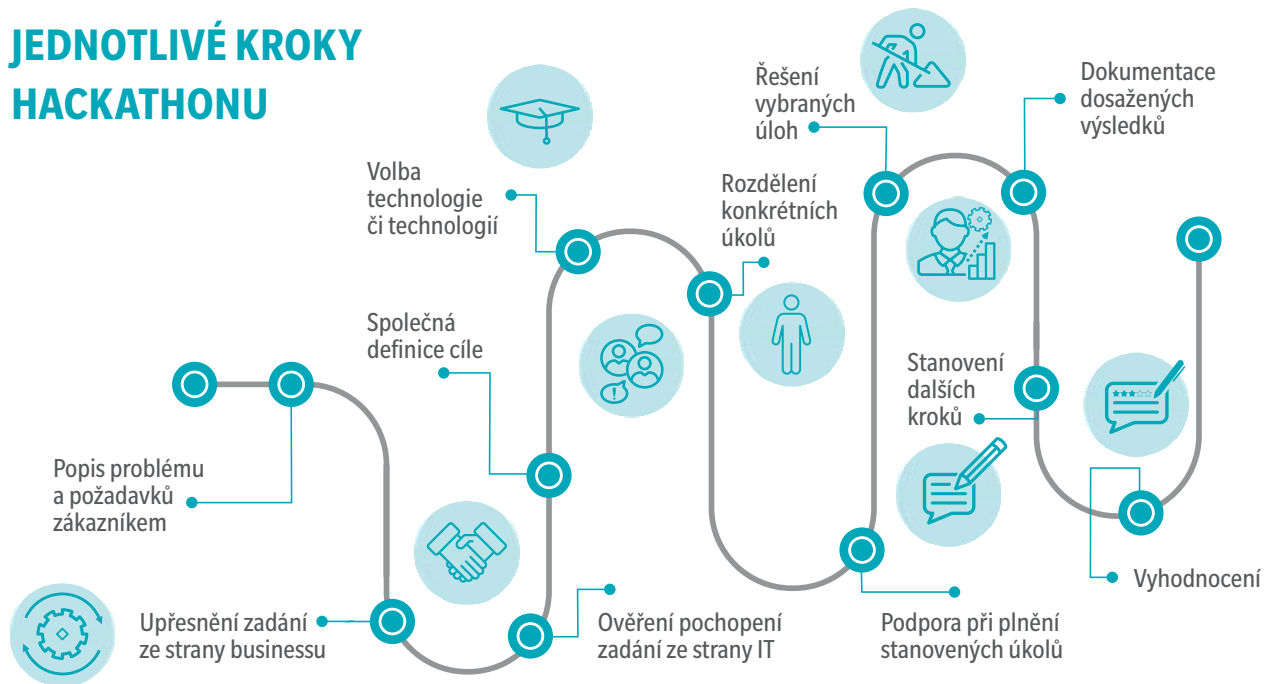 JEDNOTLIVÉ KROKY
HACKATHONU
Popis problému
a požadavků
zákazníkem
Upřesnění zadání
ze strany businessu
Ověření pochopení
zadání ze strany IT
Společná
definice cíle
Volba
technologie
či technologií
Rozdělení
konkrétních
úkolů
Podpora při plnění
stanovených úkolů
Řešení
vybraných
úloh
Dokumentace
dosažených
výsledků
Stanovení
dalších
kroků
Vyhodnocení